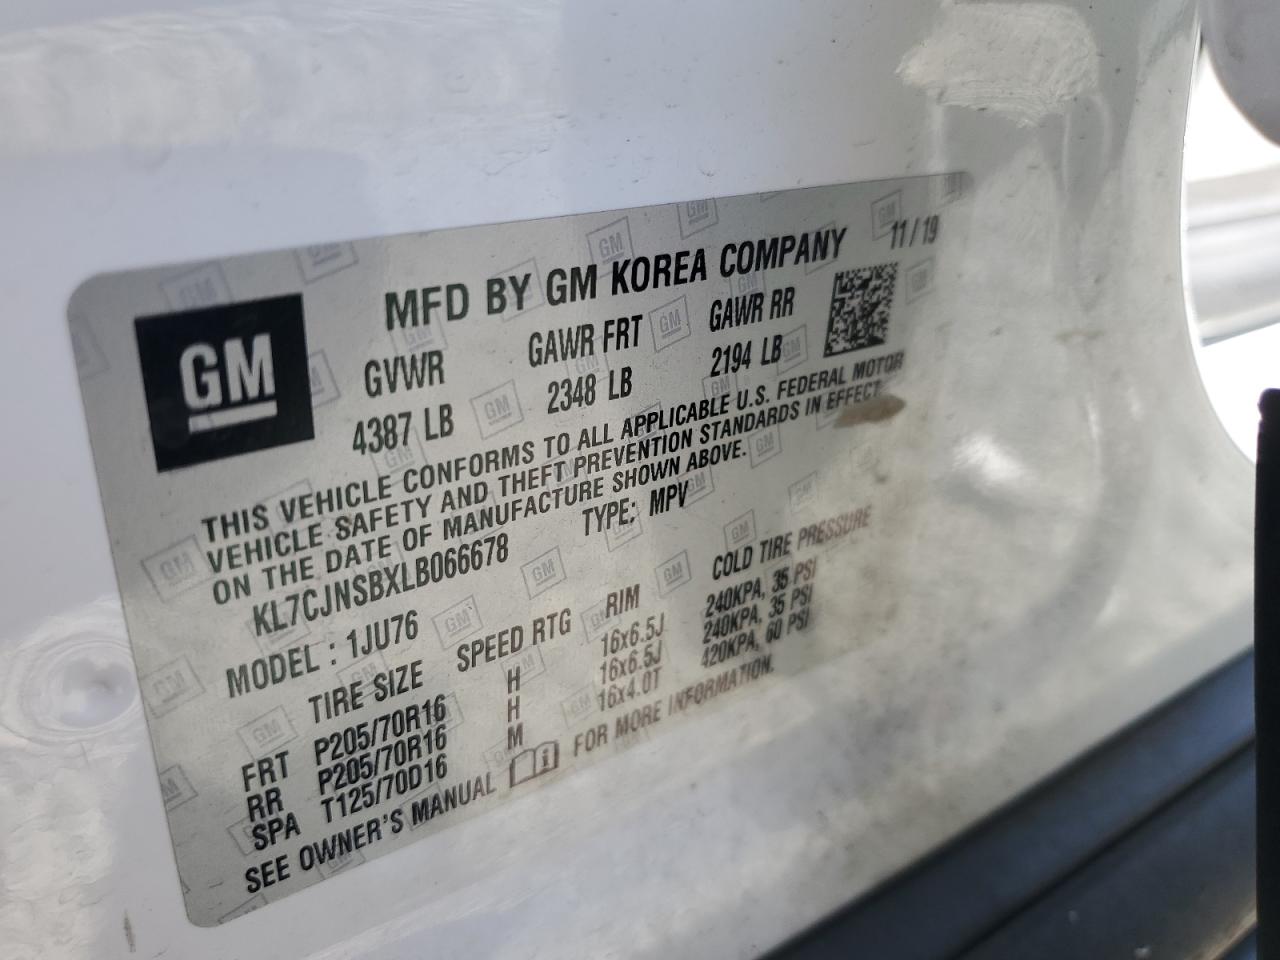 11/19
MFD BY GM KOREA COMPANY
GM
GVWR GAWR FRT GAWR RR
4387 LB 2348 LB 2194 LB
THIS VEHICLE CONFORMS TO ALL APPLICABLE U.S. FEDERAL MOTOR
VEHICLE SAFETY AND THEFT PREVENTION STANDARDS IN EFFECT
ON THE DATE OF MANUFACTURE SHOWN ABOVE.
KL7CJNSBXLB066678 TYPE: MPV
MODEL : 1JU76
TIRE SIZE SPEED RTG RIM COLD TIRE PRESSURE
FRT P205/70R16 H 16x6.5J 240KPA, 35 PSI
RR P205/70R16 H 16x6.5J 240KPA, 35 PSI
SPA T125/70D16 M 16x4.0T 420KPA, 60 PSI
SEE OWNER'S MANUAL FOR MORE INFORMATION.